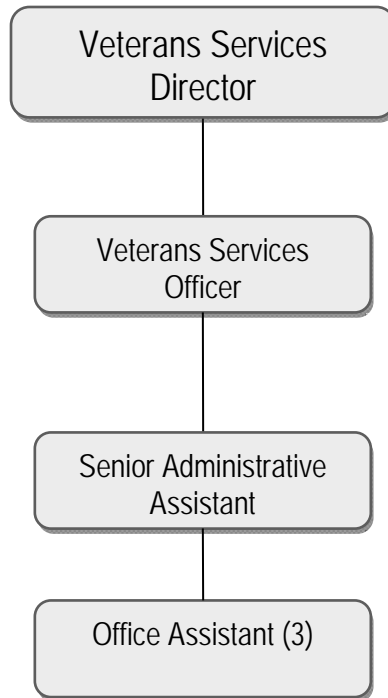 Veterans Services
Director
Veterans Services
Officer
Senior Administrative
Assistant
Office Assistant (3)